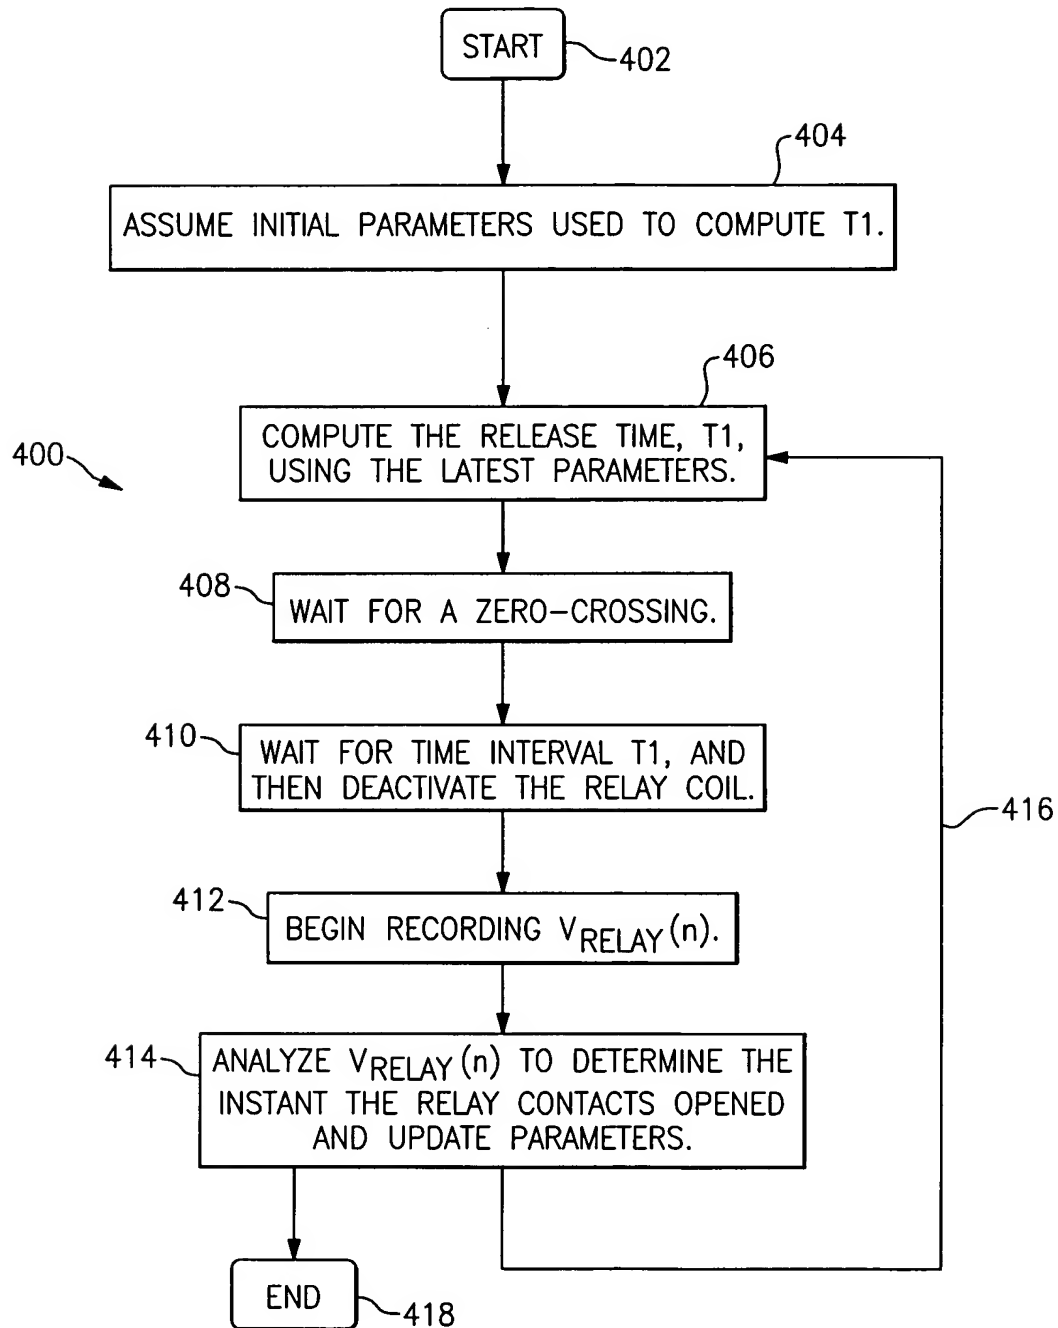 START
402
404
ASSUME INITIAL PARAMETERS USED TO COMPUTE T1.
406
COMPUTE THE RELEASE TIME, T1,
USING THE LATEST PARAMETERS.
400
408
WAIT FOR A ZERO-CROSSING.
410
WAIT FOR TIME INTERVAL T1, AND
THEN DEACTIVATE THE RELAY COIL.
416
412
BEGIN RECORDING VRELAY(n).
414
ANALYZE VRELAY(n) TO DETERMINE THE
INSTANT THE RELAY CONTACTS OPENED
AND UPDATE PARAMETERS.
END
418